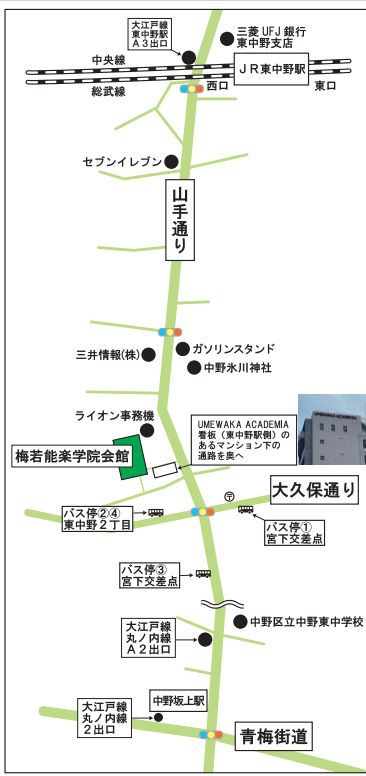 大江戸線
東中野駅
A3出口
三菱UFJ銀行
東中野支店
中央線
JR東中野駅
総武線
西口
東口
セブンイレブン
山手通り
三井情報(株)
ガソリンスタンド
中野氷川神社
ライオン事務機
UMEWAKA ACADEMIA
看板(東中野駅側)の
あるマンション下の
通路を奥へ
梅若能楽学院会館
大久保通り
〒
バス停②④
東中野2丁目
バス停①
宮下交差点
バス停③
宮下交差点
中野区立中野東中学校
大江戸線
丸ノ内線
A2出口
大江戸線
丸ノ内線
2出口
中野坂上駅
青梅街道